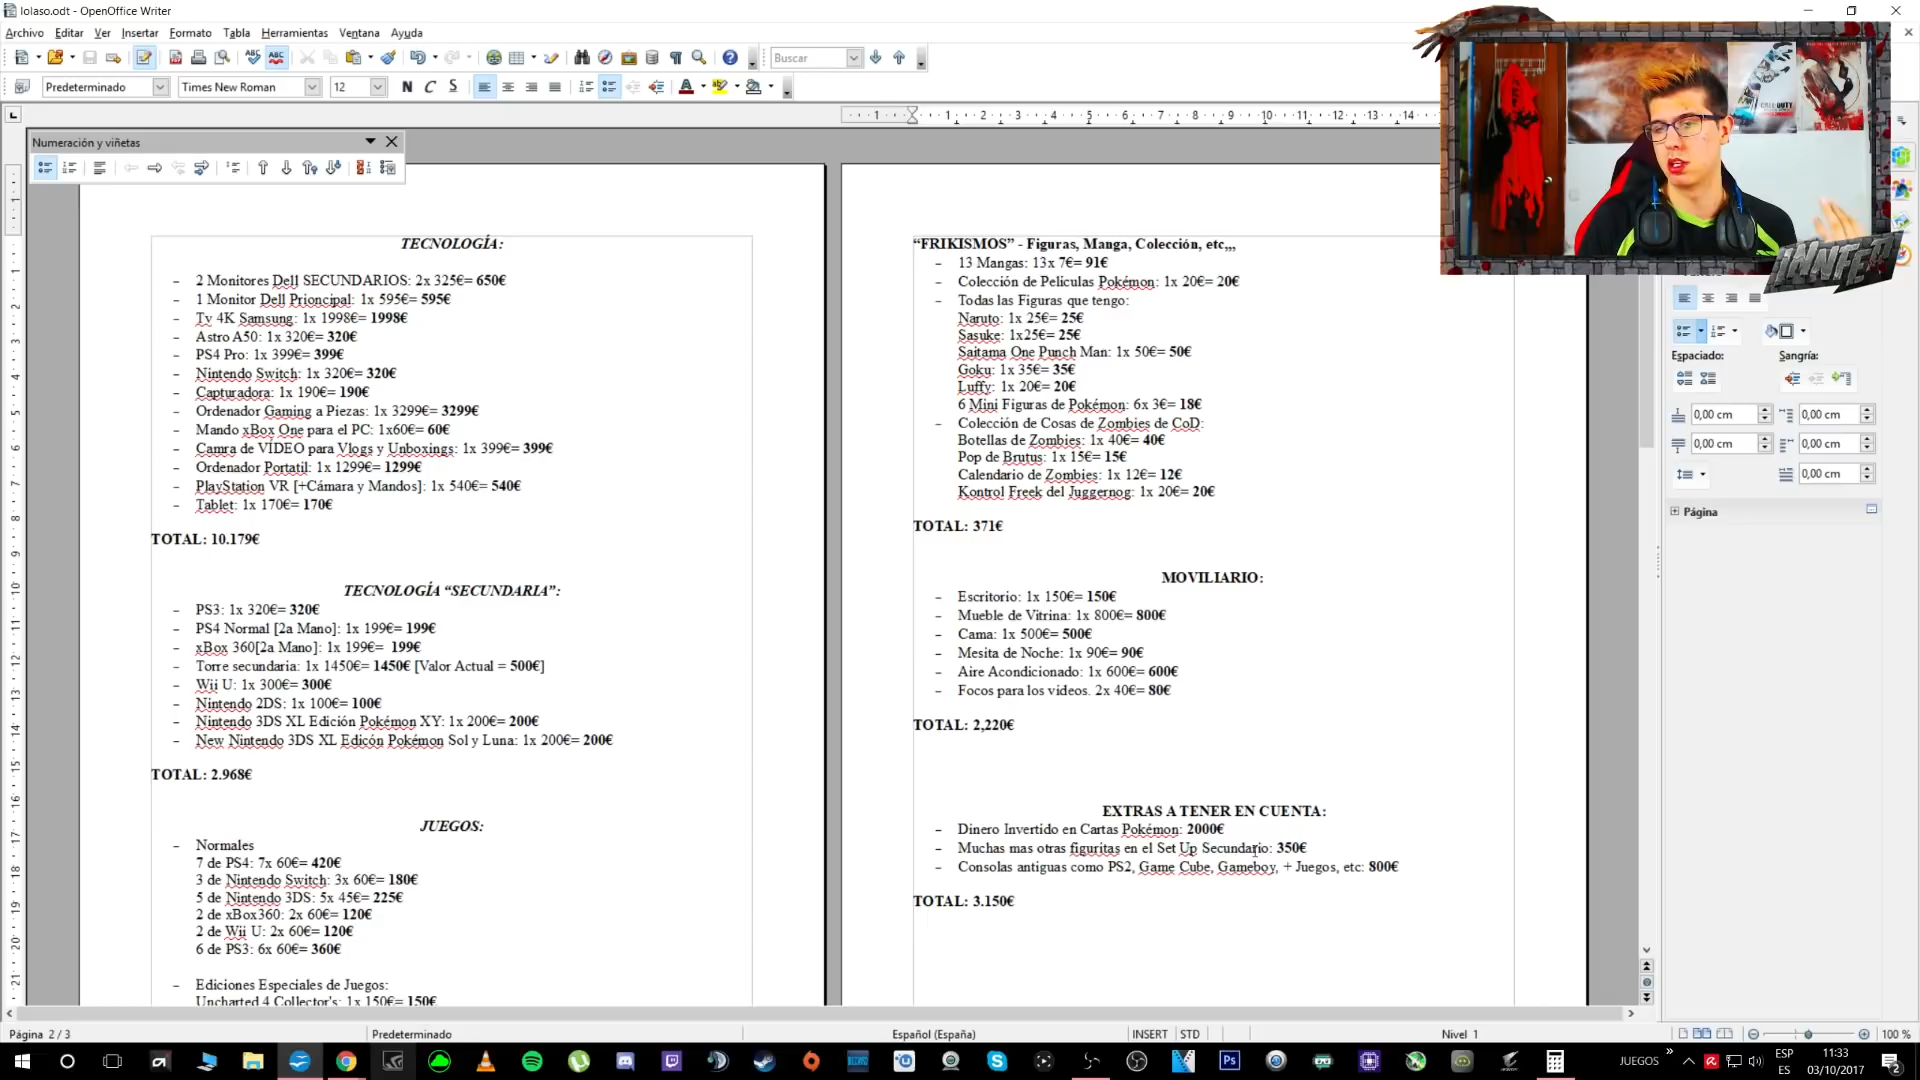 lolaso.odt - OpenOffice Writer
Archivo Editar Ver Insertar Formato Tabla Herramientas Ventana Ayuda
Buscar
Predeterminado Times New Roman 12 N C S
Numeración y viñetas
TECNOLOGÍA:
- 2 Monitores Dell SECUNDARIOS: 2x 325€= 650€
- 1 Monitor Dell Prioncipal: 1x 595€= 595€
- Tv 4K Samsung: 1x 1998€= 1998€
- Astro A50: 1x 320€= 320€
- PS4 Pro: 1x 399€= 399€
- Nintendo Switch: 1x 320€= 320€
- Capturadora: 1x 190€= 190€
- Ordenador Gaming a Piezas: 1x 3299€= 3299€
- Mando xBox One para el PC: 1x60€= 60€
- Camra de VÍDEO para Vlogs y Unboxings: 1x 399€= 399€
- Ordenador Portatil: 1x 1299€= 1299€
- PlayStation VR [+Cámara y Mandos]: 1x 540€= 540€
- Tablet: 1x 170€= 170€
TOTAL: 10.179€
TECNOLOGÍA “SECUNDARIA”:
- PS3: 1x 320€= 320€
- PS4 Normal [2a Mano]: 1x 199€= 199€
- xBox 360[2a Mano]: 1x 199€= 199€
- Torre secundaria: 1x 1450€= 1450€ [Valor Actual = 500€]
- Wii U: 1x 300€= 300€
- Nintendo 2DS: 1x 100€= 100€
- Nintendo 3DS XL Edición Pokémon XY: 1x 200€= 200€
- New Nintendo 3DS XL Edicón Pokémon Sol y Luna: 1x 200€= 200€
TOTAL: 2.968€
JUEGOS:
- Normales
7 de PS4: 7x 60€= 420€
3 de Nintendo Switch: 3x 60€= 180€
5 de Nintendo 3DS: 5x 45€= 225€
2 de xBox360: 2x 60€= 120€
2 de Wii U: 2x 60€= 120€
6 de PS3: 6x 60€= 360€
- Ediciones Especiales de Juegos:
Uncharted 4 Collector's: 1x 150€= 150€
“FRIKISMOS” - Figuras, Manga, Colección, etc,,,
- 13 Mangas: 13x 7€= 91€
- Colección de Peliculas Pokémon: 1x 20€= 20€
- Todas las Figuras que tengo:
Naruto: 1x 25€= 25€
Sasuke: 1x25€= 25€
Saitama One Punch Man: 1x 50€= 50€
Goku: 1x 35€= 35€
Luffy: 1x 20€= 20€
6 Mini Figuras de Pokémon: 6x 3€= 18€
- Colección de Cosas de Zombies de CoD:
Botellas de Zombies: 1x 40€= 40€
Pop de Brutus: 1x 15€= 15€
Calendario de Zombies: 1x 12€= 12€
Kontrol Freek del Juggernog: 1x 20€= 20€
TOTAL: 371€
MOVILIARIO:
- Escritorio: 1x 150€= 150€
- Mueble de Vitrina: 1x 800€= 800€
- Cama: 1x 500€= 500€
- Mesita de Noche: 1x 90€= 90€
- Aire Acondicionado: 1x 600€= 600€
- Focos para los vídeos. 2x 40€= 80€
TOTAL: 2,220€
EXTRAS A TENER EN CUENTA:
- Dinero Invertido en Cartas Pokémon: 2000€
- Muchas mas otras figuritas en el Set Up Secundario: 350€
- Consolas antiguas como PS2, Game Cube, Gameboy, + Juegos, etc: 800€
TOTAL: 3.150€
CALL OF DUTY
Espaciado: Sangría:
0,00 cm 0,00 cm
0,00 cm 0,00 cm
0,00 cm
Página
Página 2 / 3 Predeterminado Español (España) INSERT STD Nivel 1 100 %
JUEGOS ESP 11:33
ES 03/10/2017